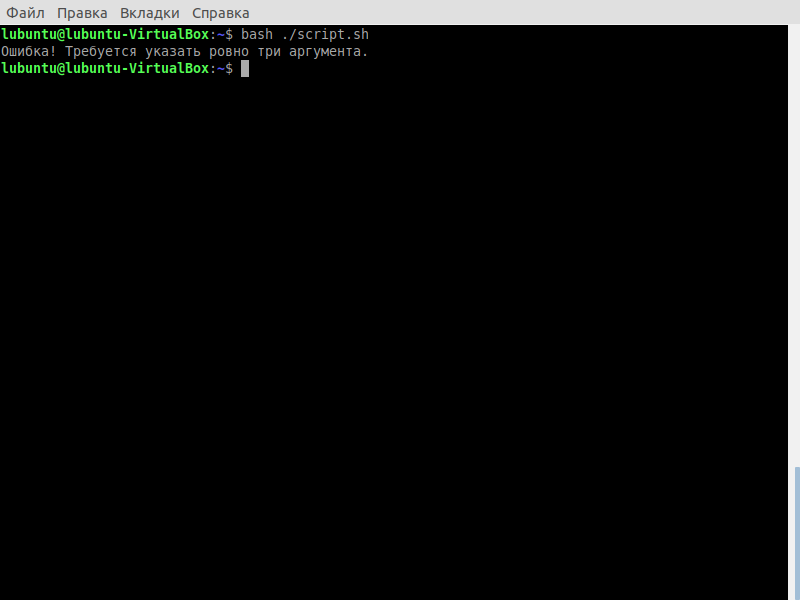 Файл Правка Вкладки Справка
lubuntu@lubuntu-VirtualBox:~$ bash ./script.sh
Ошибка! Требуется указать ровно три аргумента.
lubuntu@lubuntu-VirtualBox:~$